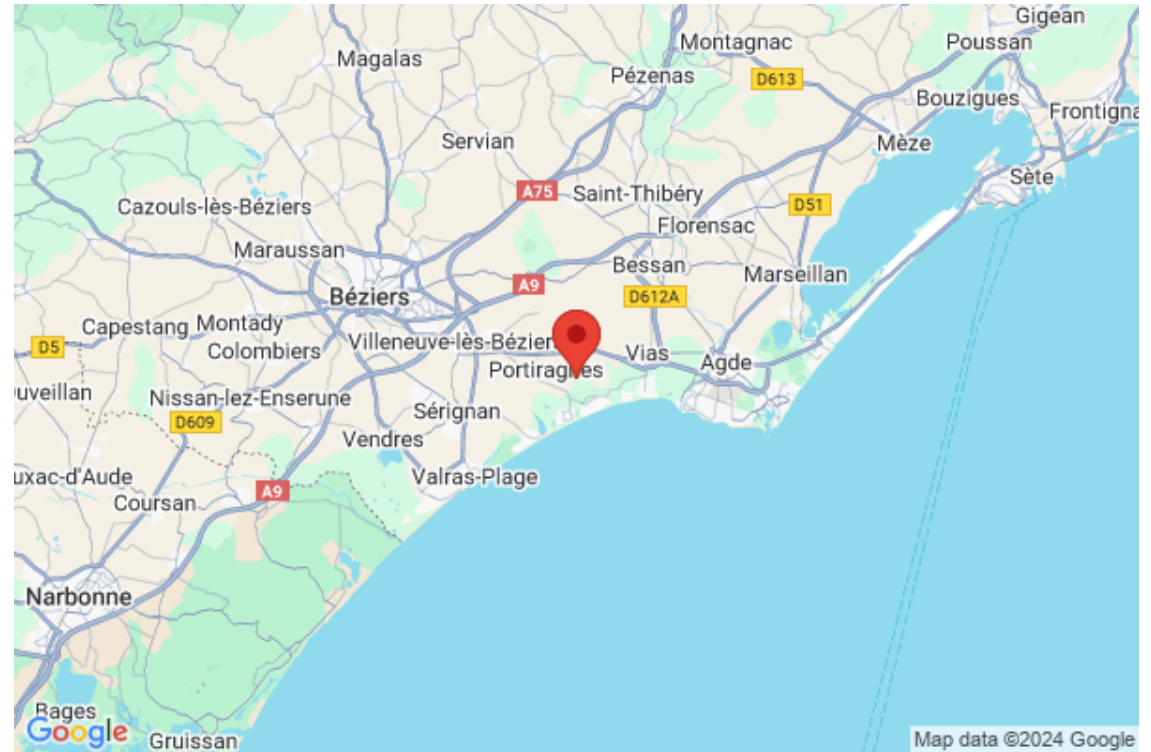 Gigean
Montagnac
Poussan
Magalas
Pézenas
D613
Bouzigues
Frontigna
Servian
Mèze
Sète
A75
Saint-Thibéry
D51
Cazouls-lès-Béziers
Florensac
Maraussan
Bessan
Marseillan
A9
Béziers
D612A
Capestang
Montady
D5
Colombiers
Villeneuve-lès-Bézier
Vias
Agde
Portiragnes
uveillan
Nissan-lez-Enserune
Sérignan
D609
Vendres
uxac-d'Aude
Valras-Plage
A9
Coursan
Narbonne
Bages
Google
Gruissan
Map data ©2024 Google